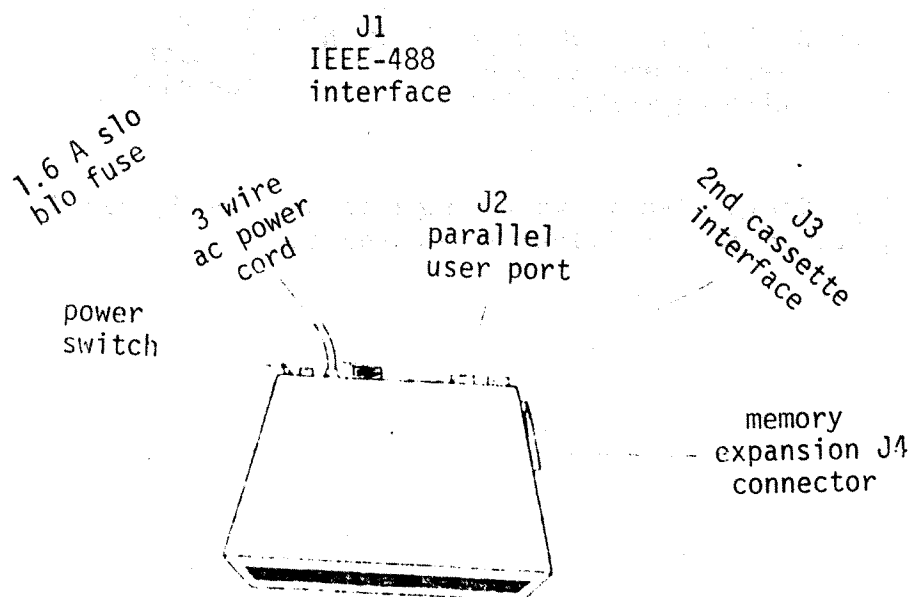 J1
IEEE-488
interface
1.6 A slo
blo fuse
3 wire
ac power
cord
J2
parallel
user port
J3
2nd cassette
interface
power
switch
memory
expansion J4
connector